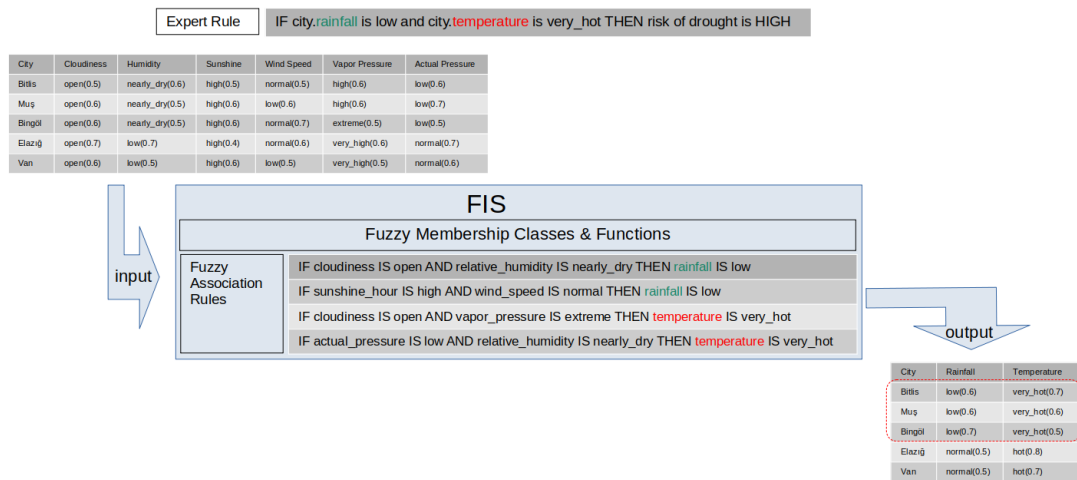 Expert Rule
IF city.rainfall is low and city.temperature is very_hot THEN risk of drought is HIGH
City Cloudiness Humidity Sunshine Wind Speed Vapor Pressure Actual Pressure
Bitlis open(0.5) nearly_dry(0.6) high(0.5) normal(0.5) high(0.6) low(0.6)
Muş open(0.6) nearly_dry(0.5) high(0.6) low(0.6) high(0.6) low(0.7)
Bingöl open(0.6) nearly_dry(0.5) high(0.6) normal(0.7) extreme(0.5) low(0.5)
Elazığ open(0.7) low(0.7) high(0.4) normal(0.6) very_high(0.6) normal(0.7)
Van open(0.6) low(0.5) high(0.6) low(0.5) very_high(0.5) normal(0.6)
input
FIS
Fuzzy Membership Classes & Functions
Fuzzy
Association
Rules
IF cloudiness IS open AND relative_humidity IS nearly_dry THEN rainfall IS low
IF sunshine_hour IS high AND wind_speed IS normal THEN rainfall IS low
IF cloudiness IS open AND vapor_pressure IS extreme THEN temperature IS very_hot
IF actual_pressure IS low AND relative_humidity IS nearly_dry THEN temperature IS very_hot
output
City Rainfall Temperature
Bitlis low(0.6) very_hot(0.7)
Muş low(0.6) very_hot(0.6)
Bingöl low(0.7) very_hot(0.5)
Elazığ normal(0.5) hot(0.8)
Van normal(0.5) hot(0.7)